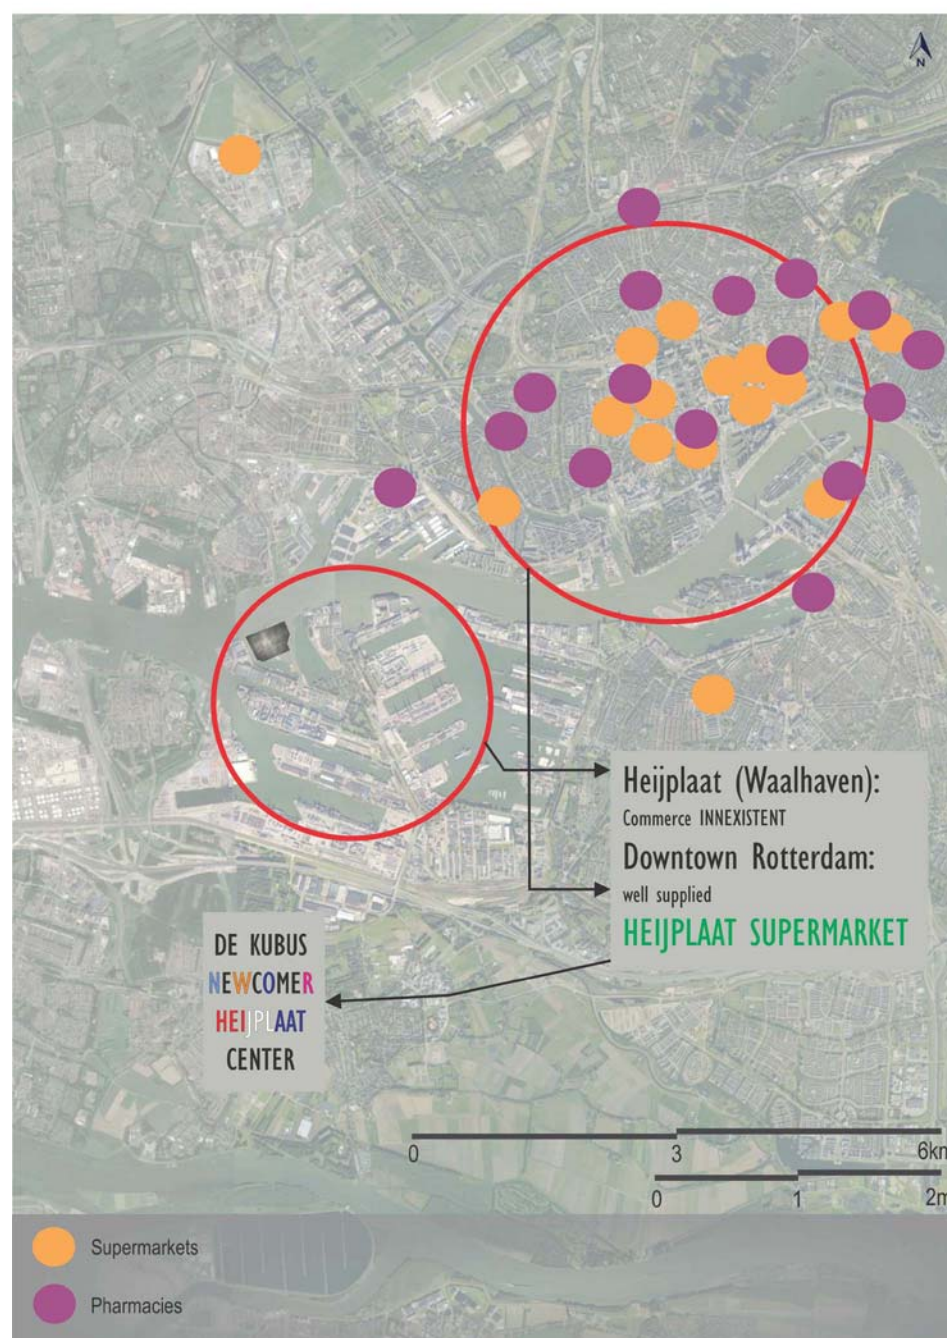 N
Heijplaat (Waalhaven):
Commerce INNEXISTENT
Downtown Rotterdam:
well supplied
HEIJPLAAT SUPERMARKET
DE KUBUS
NEWCOMER
HEIJPLAAT
CENTER
0 3 6km
0 1 2m
Supermarkets
Pharmacies